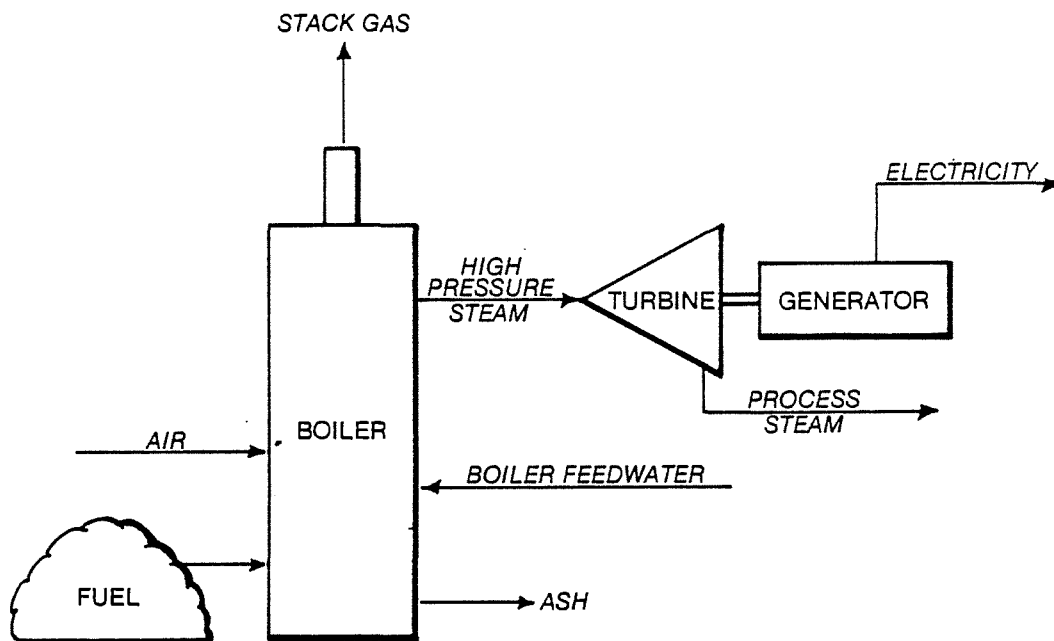 STACK GAS
ELECTRICITY
HIGH
PRESSURE
STEAM
TURBINE
GENERATOR
PROCESS
STEAM
BOILER
AIR
BOILER FEEDWATER
FUEL
ASH